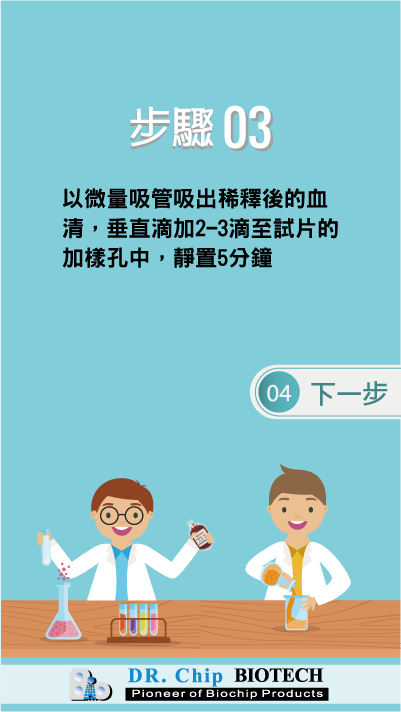 步驟 03
以微量吸管吸出稀釋後的血
清，垂直滴加2-3滴至試片的
加樣孔中，靜置5分鐘
04 下一步
DR. Chip BIOTECH
Pioneer of Biochip Products